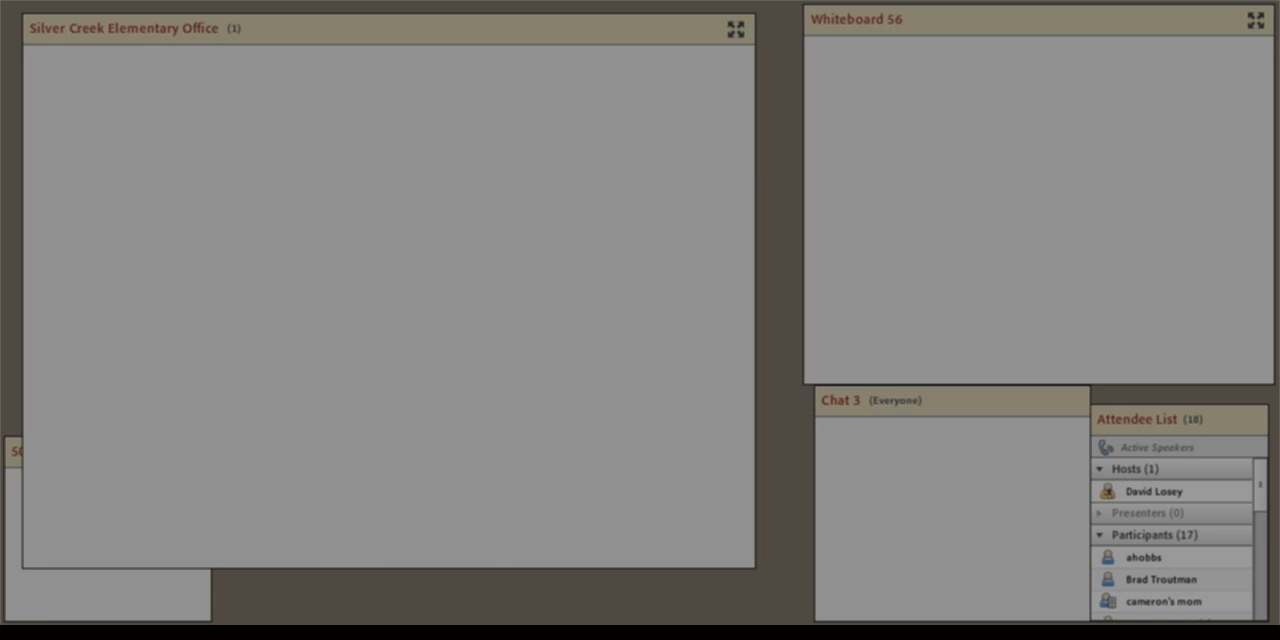 Silver Creek Elementary Office (1)
Whiteboard 56
Chat 3 (Everyone)
Attendee List (18)
Active Speakers
Hosts (1)
David Losey
Presenters (0)
Participants (17)
ahobbs
Brad Troutman
cameron's mom